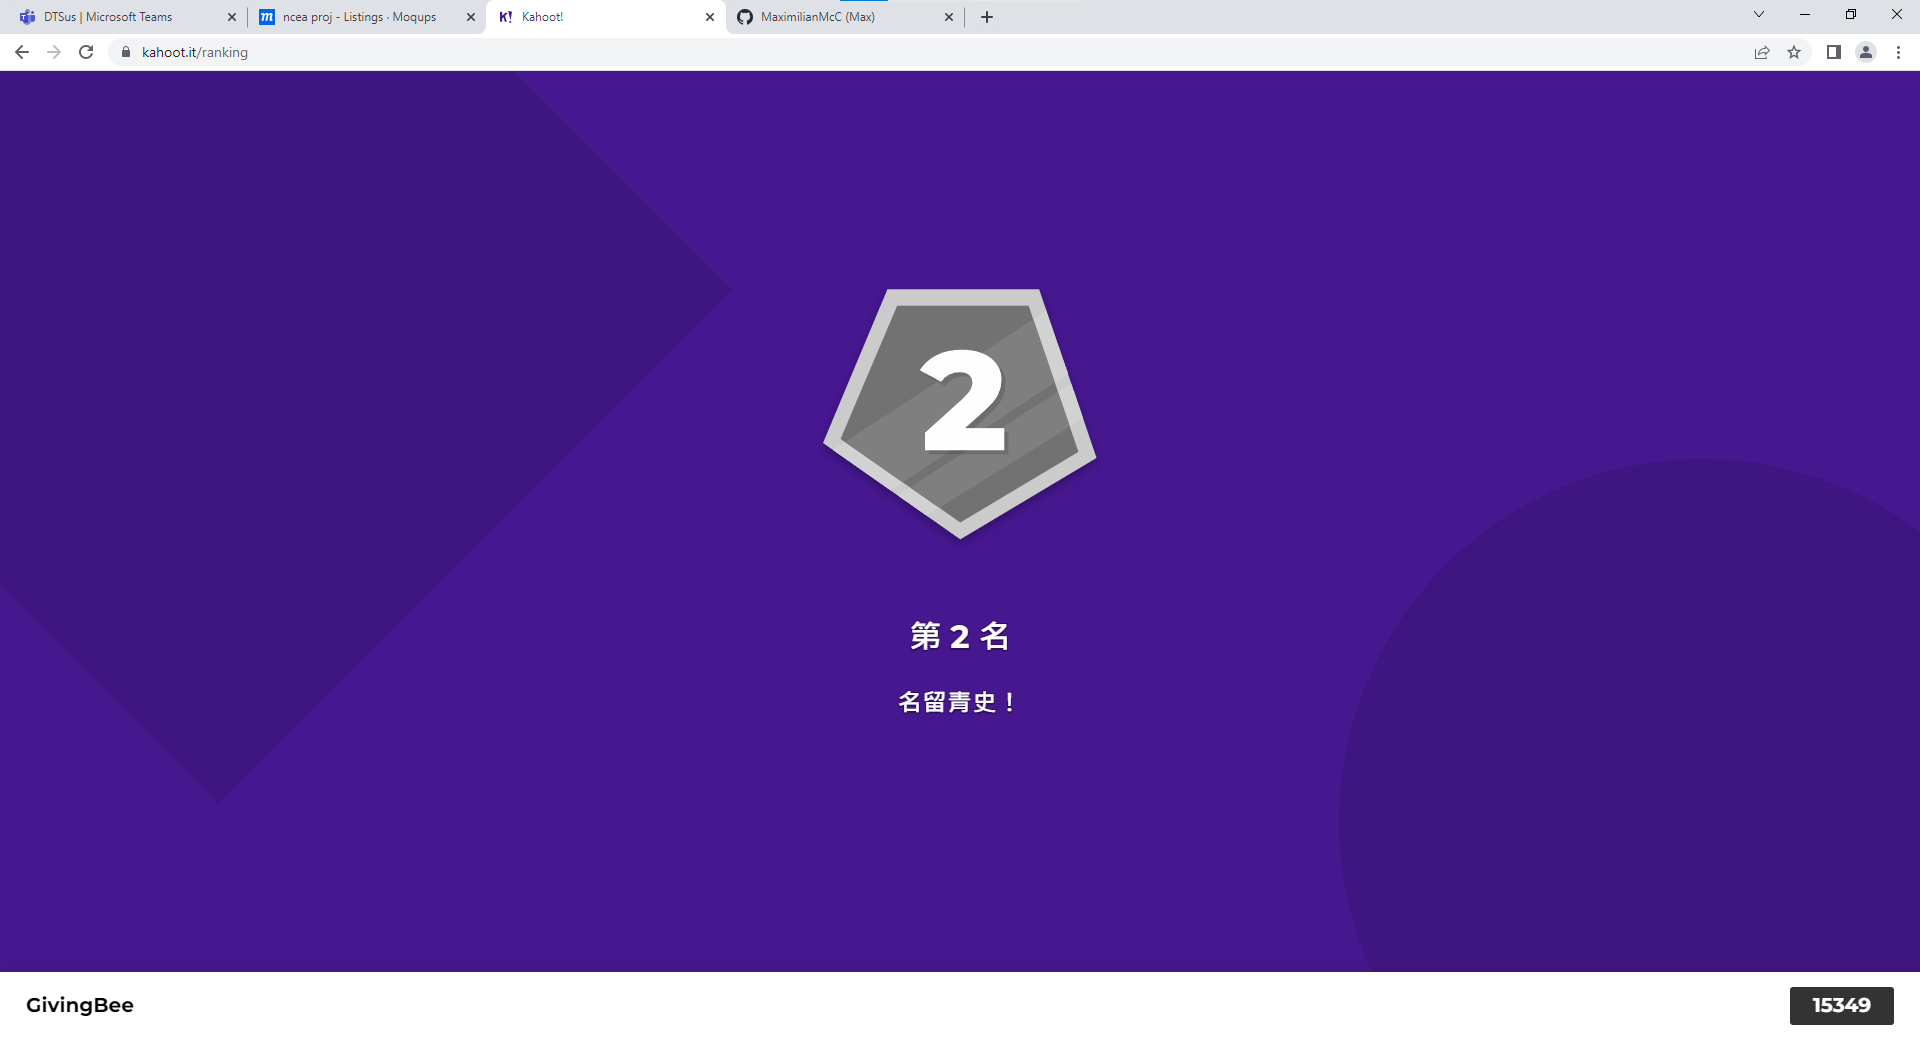 DTSus | Microsoft Teams
m
ncea proj - Listings · Moqups
K!
Kahoot!
MaximilianMcC (Max)
kahoot.it/ranking
2
第 2 名
名留青史！
GivingBee
15349